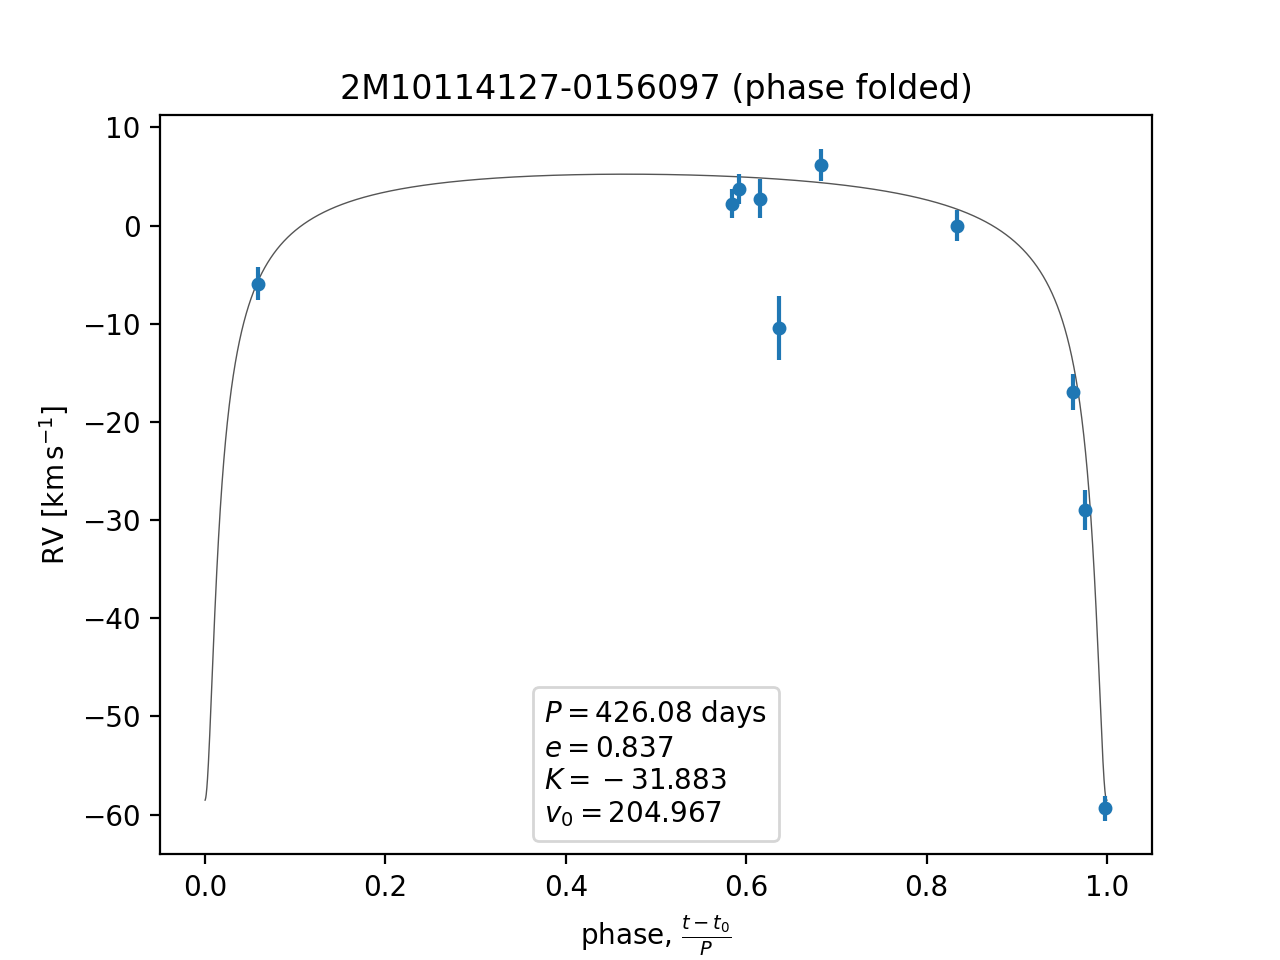 2M10114127-0156097 (phase folded)
10
0
−10
−20
−30
−40
−50
−60
RV [km s⁻¹]
P = 426.08 days
e = 0.837
K = −31.883
v₀ = 204.967
0.0 0.2 0.4 0.6 0.8 1.0
phase, (t−t₀)/P